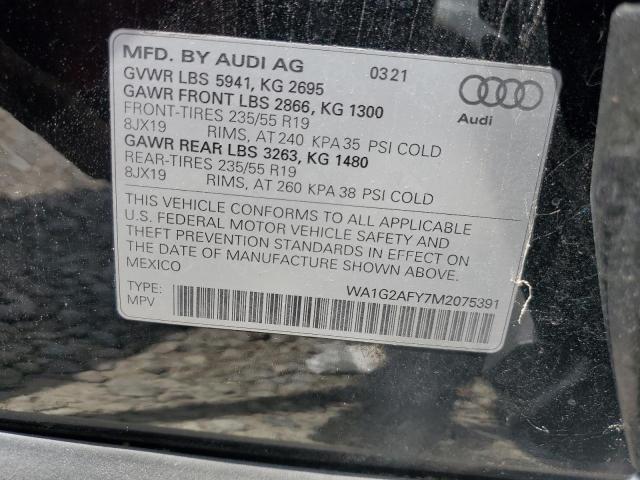 MFD. BY AUDI AG 0321
GVWR LBS 5941, KG 2695
GAWR FRONT LBS 2866, KG 1300
FRONT-TIRES 235/55 R19
8JX19 RIMS, AT 240 KPA 35 PSI COLD
GAWR REAR LBS 3263, KG 1480
REAR-TIRES 235/55 R19
8JX19 RIMS, AT 260 KPA 38 PSI COLD
Audi
THIS VEHICLE CONFORMS TO ALL APPLICABLE
U.S. FEDERAL MOTOR VEHICLE SAFETY AND
THEFT PREVENTION STANDARDS IN EFFECT ON
THE DATE OF MANUFACTURE SHOWN ABOVE.
MEXICO
WA1G2AFY7M2075391
TYPE:
MPV